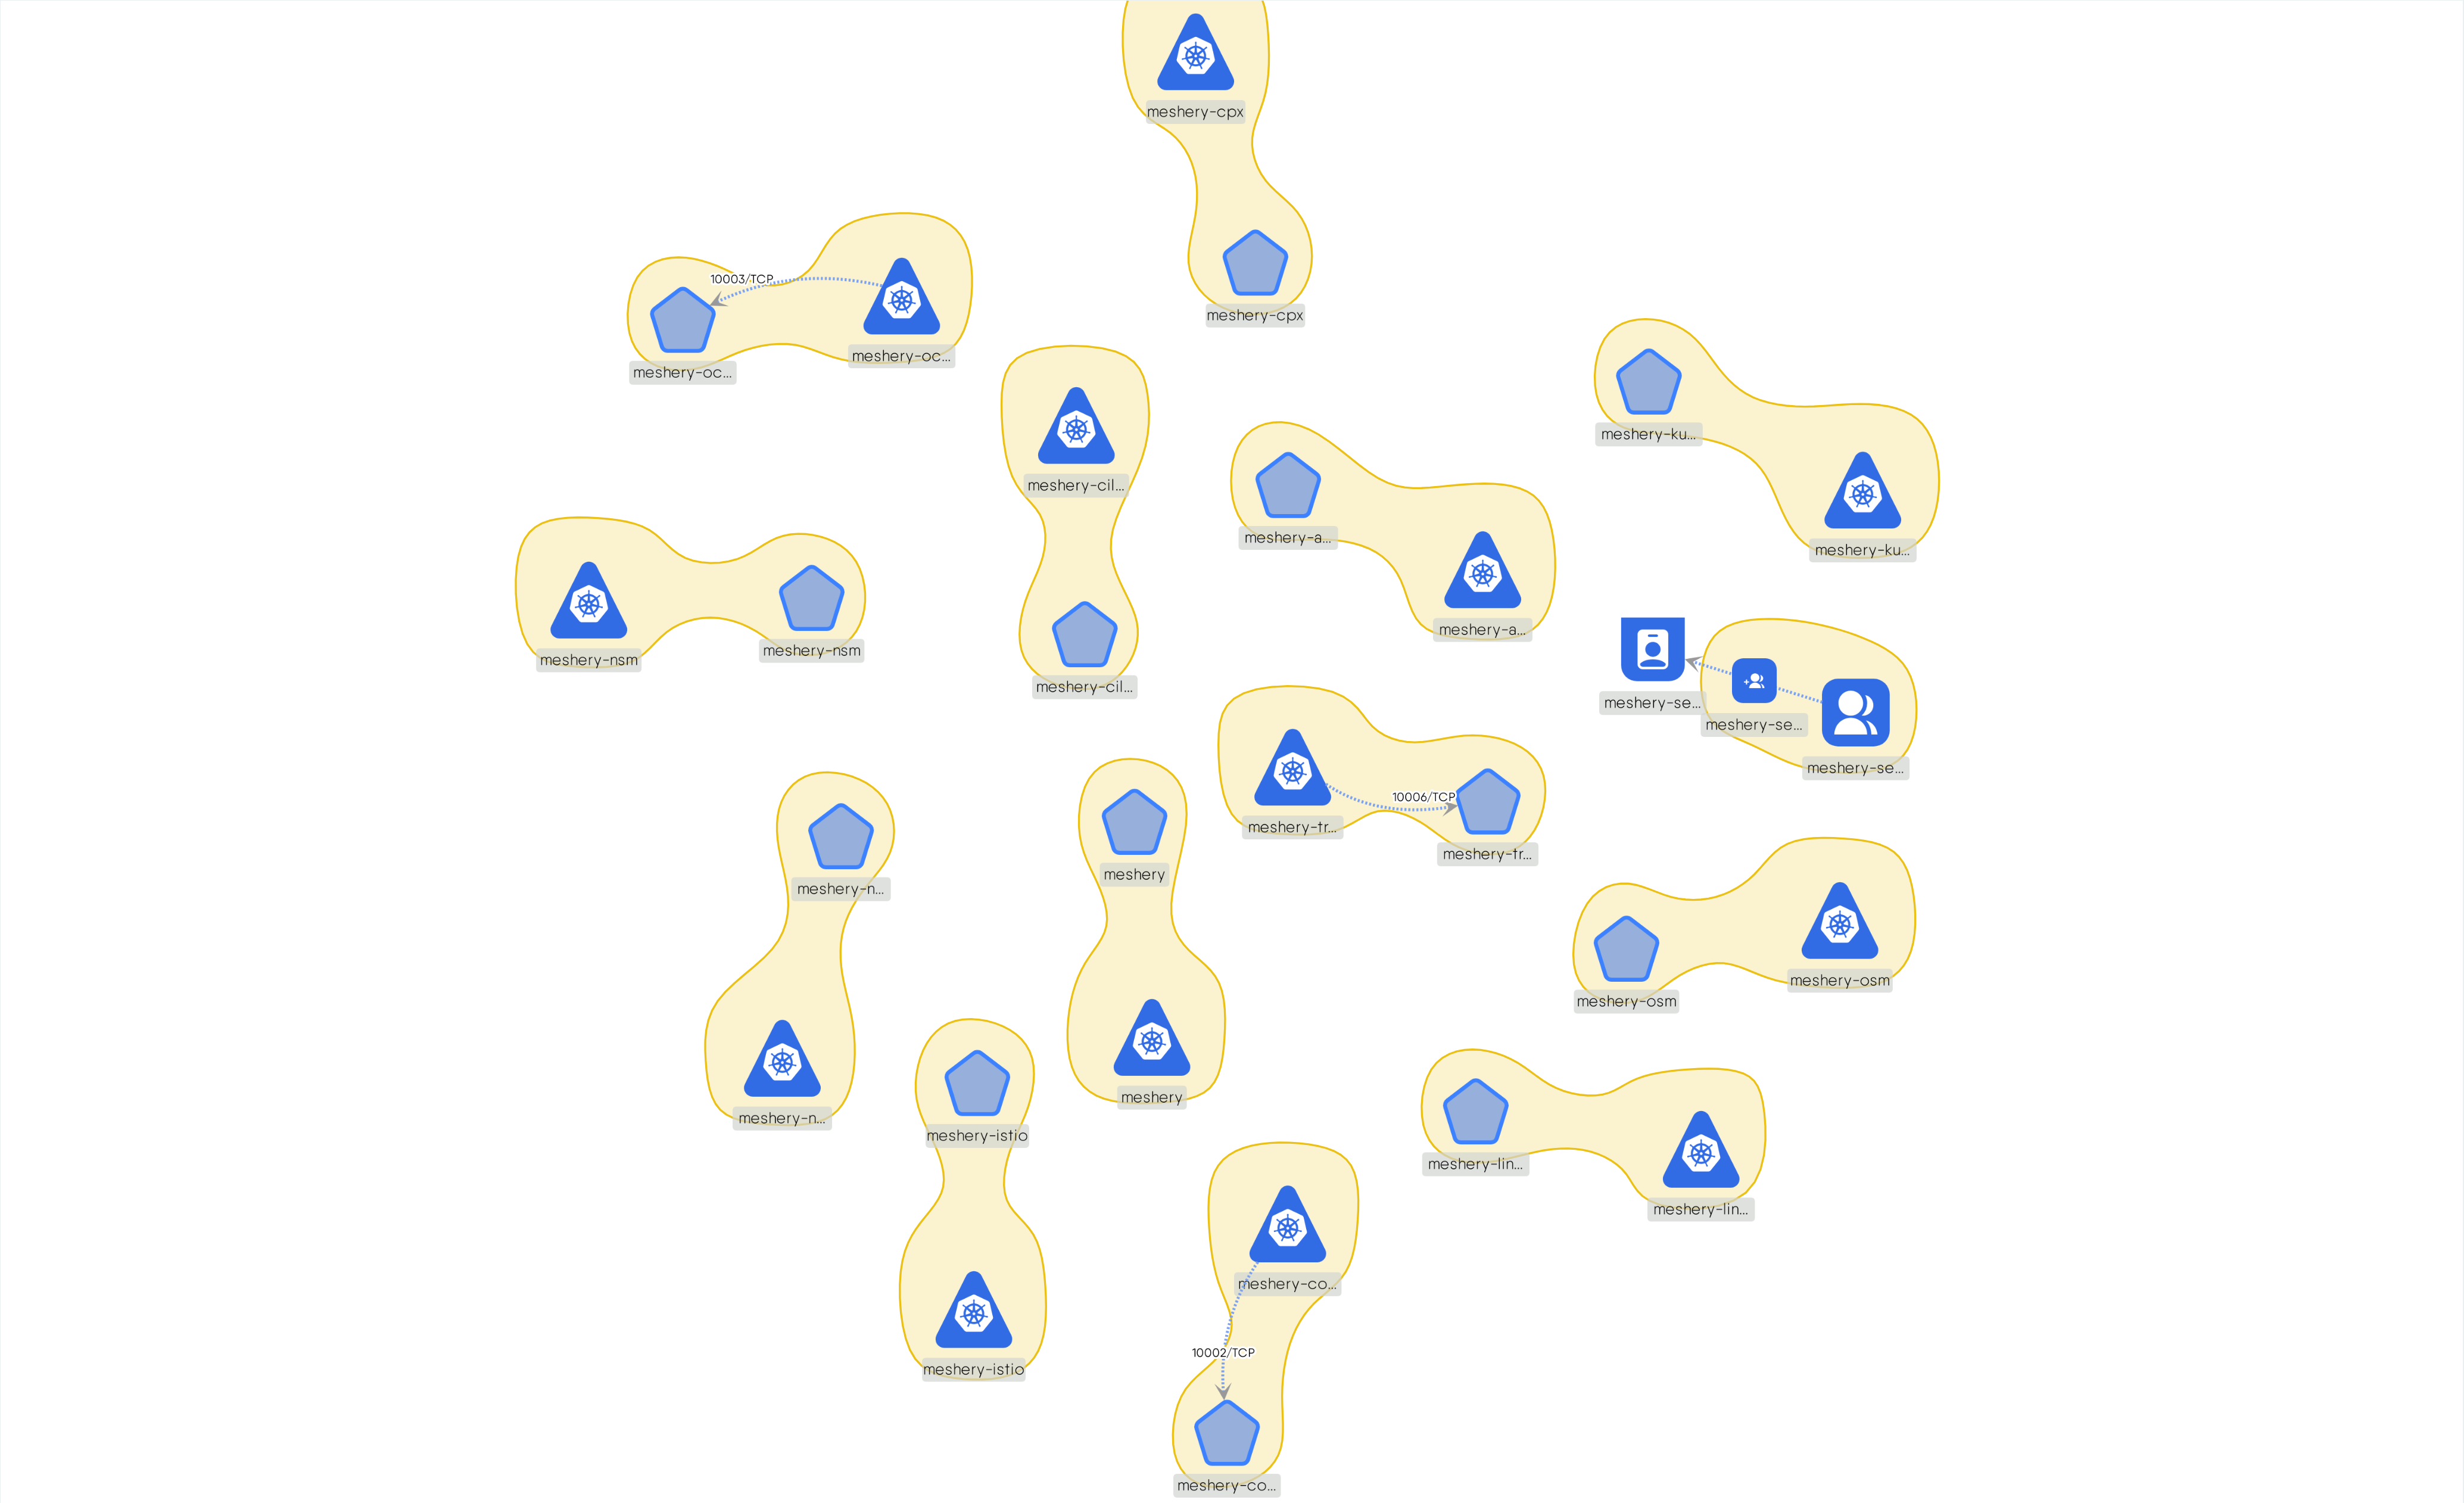 meshery-cpx
meshery-cpx
10003/TCP
meshery-oc...
meshery-oc...
meshery-ku...
meshery-ku...
meshery-cil...
meshery-cil...
meshery-a...
meshery-a...
meshery-nsm
meshery-nsm
meshery-se...
meshery-se...
meshery-se...
10006/TCP
meshery-tr...
meshery-tr...
meshery-n...
meshery-n...
meshery
meshery
meshery-osm
meshery-osm
meshery-istio
meshery-istio
meshery-lin...
meshery-lin...
meshery-co...
10002/TCP
meshery-co...